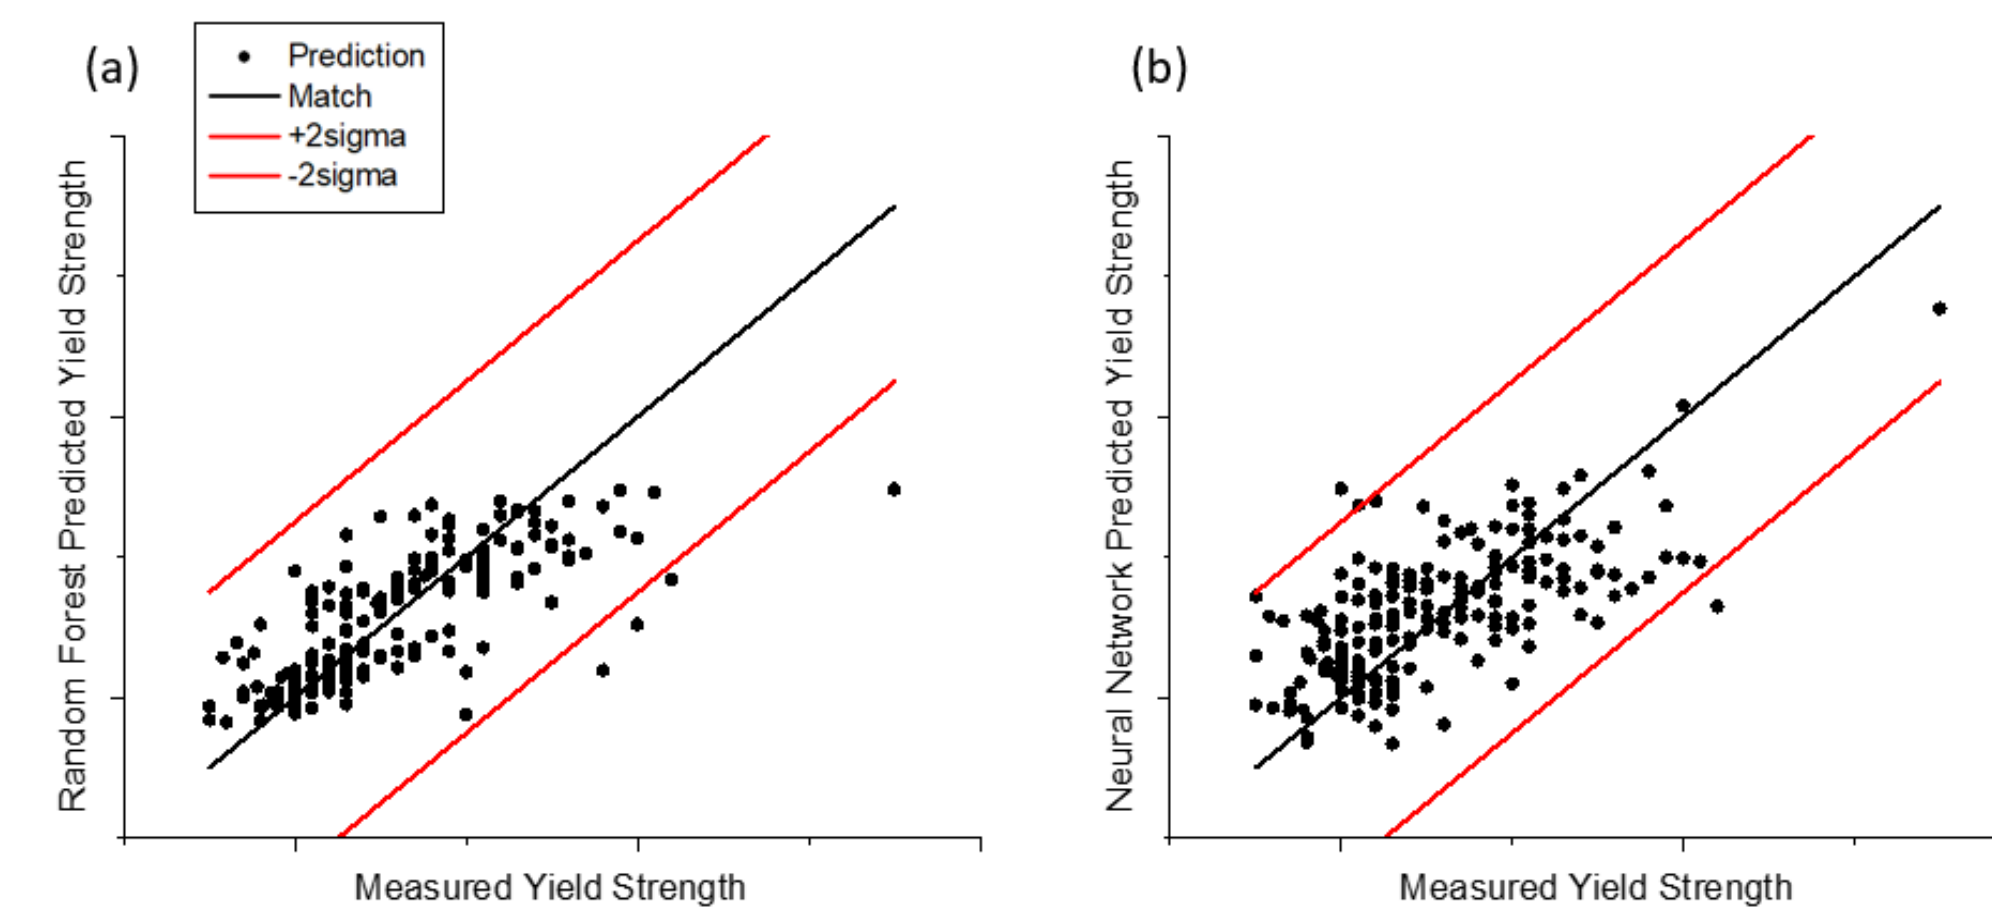 (a)
Prediction
Match
+2sigma
-2sigma
Random Forest Predicted Yield Strength
Measured Yield Strength
(b)
Neural Network Predicted Yield Strength
Measured Yield Strength